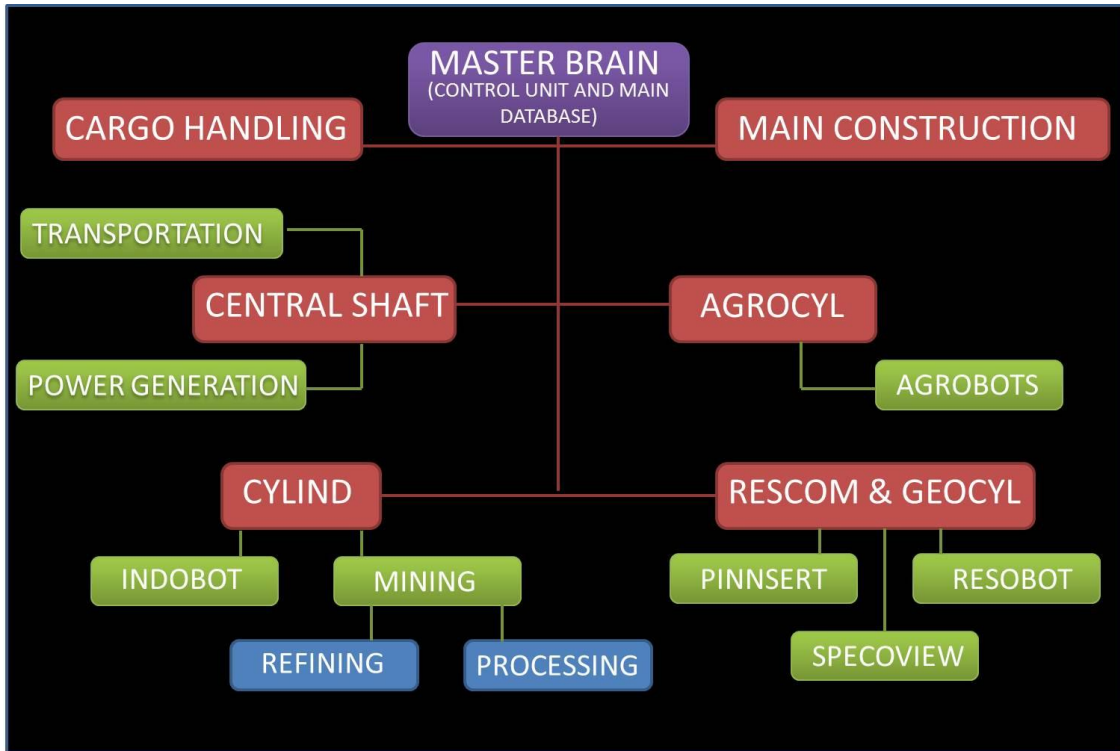 MASTER BRAIN
(CONTROL UNIT AND MAIN
DATABASE)
CARGO HANDLING
MAIN CONSTRUCTION
TRANSPORTATION
CENTRAL SHAFT
AGROCYL
POWER GENERATION
AGROBOTS
CYLIND
RESCOM & GEOCYL
INDOBOT
MINING
PINNSERT
RESOBOT
REFINING
PROCESSING
SPECOVIEW